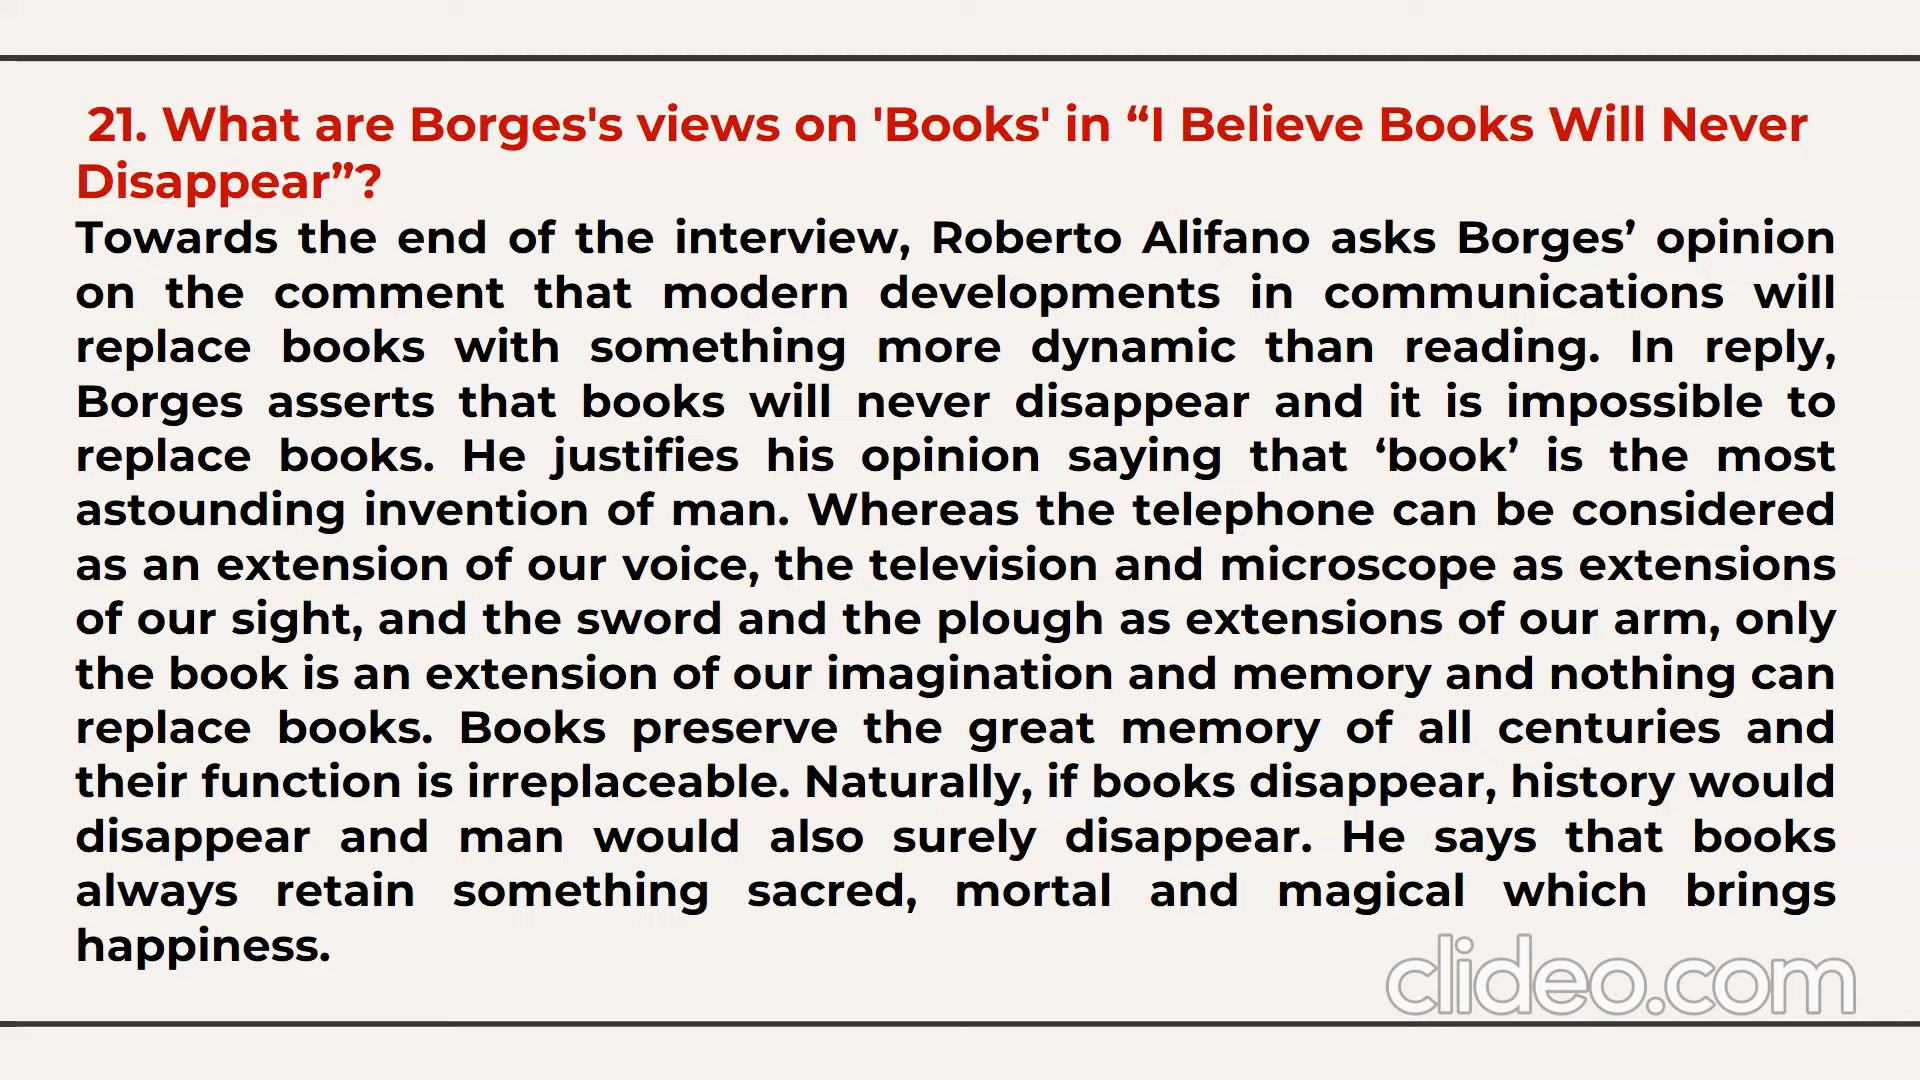 21. What are Borges's views on 'Books' in “I Believe Books Will Never
Disappear”?
Towards the end of the interview, Roberto Alifano asks Borges’ opinion
on the comment that modern developments in communications will
replace books with something more dynamic than reading. In reply,
Borges asserts that books will never disappear and it is impossible to
replace books. He justifies his opinion saying that ‘book’ is the most
astounding invention of man. Whereas the telephone can be considered
as an extension of our voice, the television and microscope as extensions
of our sight, and the sword and the plough as extensions of our arm, only
the book is an extension of our imagination and memory and nothing can
replace books. Books preserve the great memory of all centuries and
their function is irreplaceable. Naturally, if books disappear, history would
disappear and man would also surely disappear. He says that books
always retain something sacred, mortal and magical which brings
happiness.
clideo.com